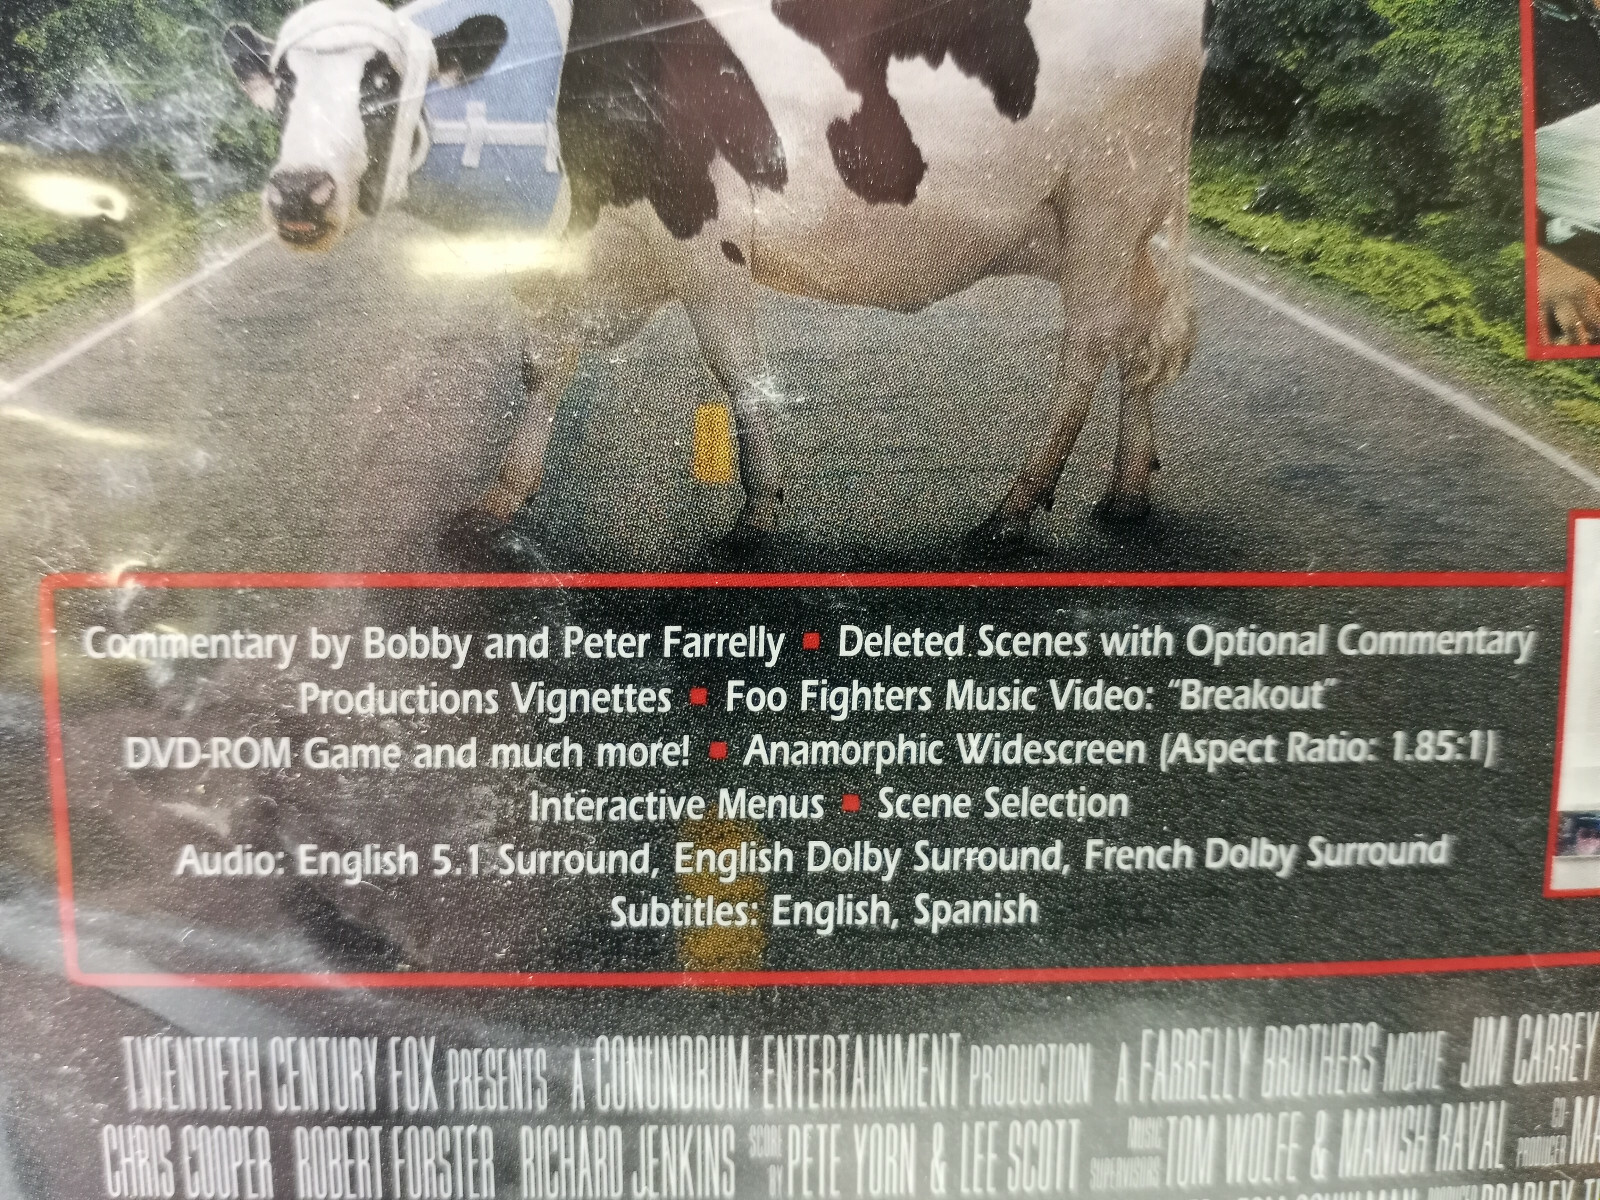 Commentary by Bobby and Peter Farrelly ▪ Deleted Scenes with Optional Commentary
Productions Vignettes ▪ Foo Fighters Music Video: “Breakout”
DVD-ROM Game and much more! ▪ Anamorphic Widescreen (Aspect Ratio: 1.85:1)
Interactive Menus ▪ Scene Selection
Audio: English 5.1 Surround, English Dolby Surround, French Dolby Surround
Subtitles: English, Spanish
TWENTIETH CENTURY FOX PRESENTS A CONUNDRUM ENTERTAINMENT PRODUCTION A FARRELLY BROTHERS MOVIE JIM CARREY
CHRIS COOPER ROBERT FORSTER RICHARD JENKINS SCORE BY PETE YORN & LEE SCOTT MUSIC SUPERVISIONS TOM WOLFE & MANISH RAVAL CO-PRODUCER